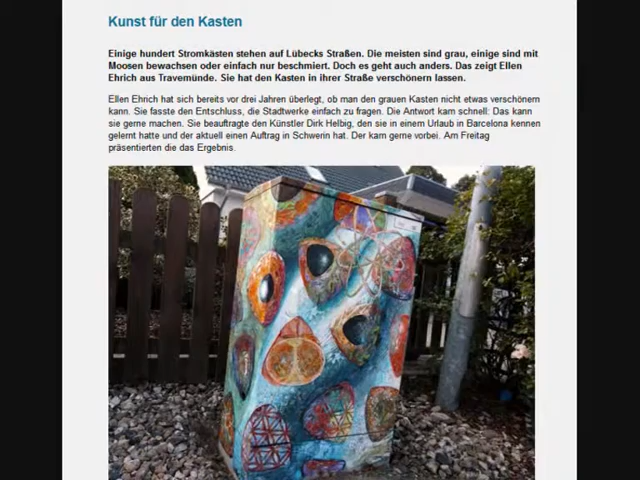 Kunst für den Kasten
Einige hundert Stromkästen stehen auf Lübecks Straßen. Die meisten sind grau, einige sind mit
Moosen bewachsen oder einfach nur beschmiert. Doch es geht auch anders. Das zeigt Ellen
Ehrich aus Travemünde. Sie hat den Kasten in ihrer Straße verschönern lassen.
Ellen Ehrich hat sich bereits vor drei Jahren überlegt, ob man den grauen Kasten nicht etwas verschönern
kann. Sie fasste den Entschluss, die Stadtwerke einfach zu fragen. Die Antwort kam schnell: Das kann
sie gerne machen. Sie beauftragte den Künstler Dirk Helbig, den sie in einem Urlaub in Barcelona kennen
gelernt hatte und der aktuell einen Auftrag in Schwerin hat. Der kam gerne vorbei. Am Freitag
präsentierten die das Ergebnis.